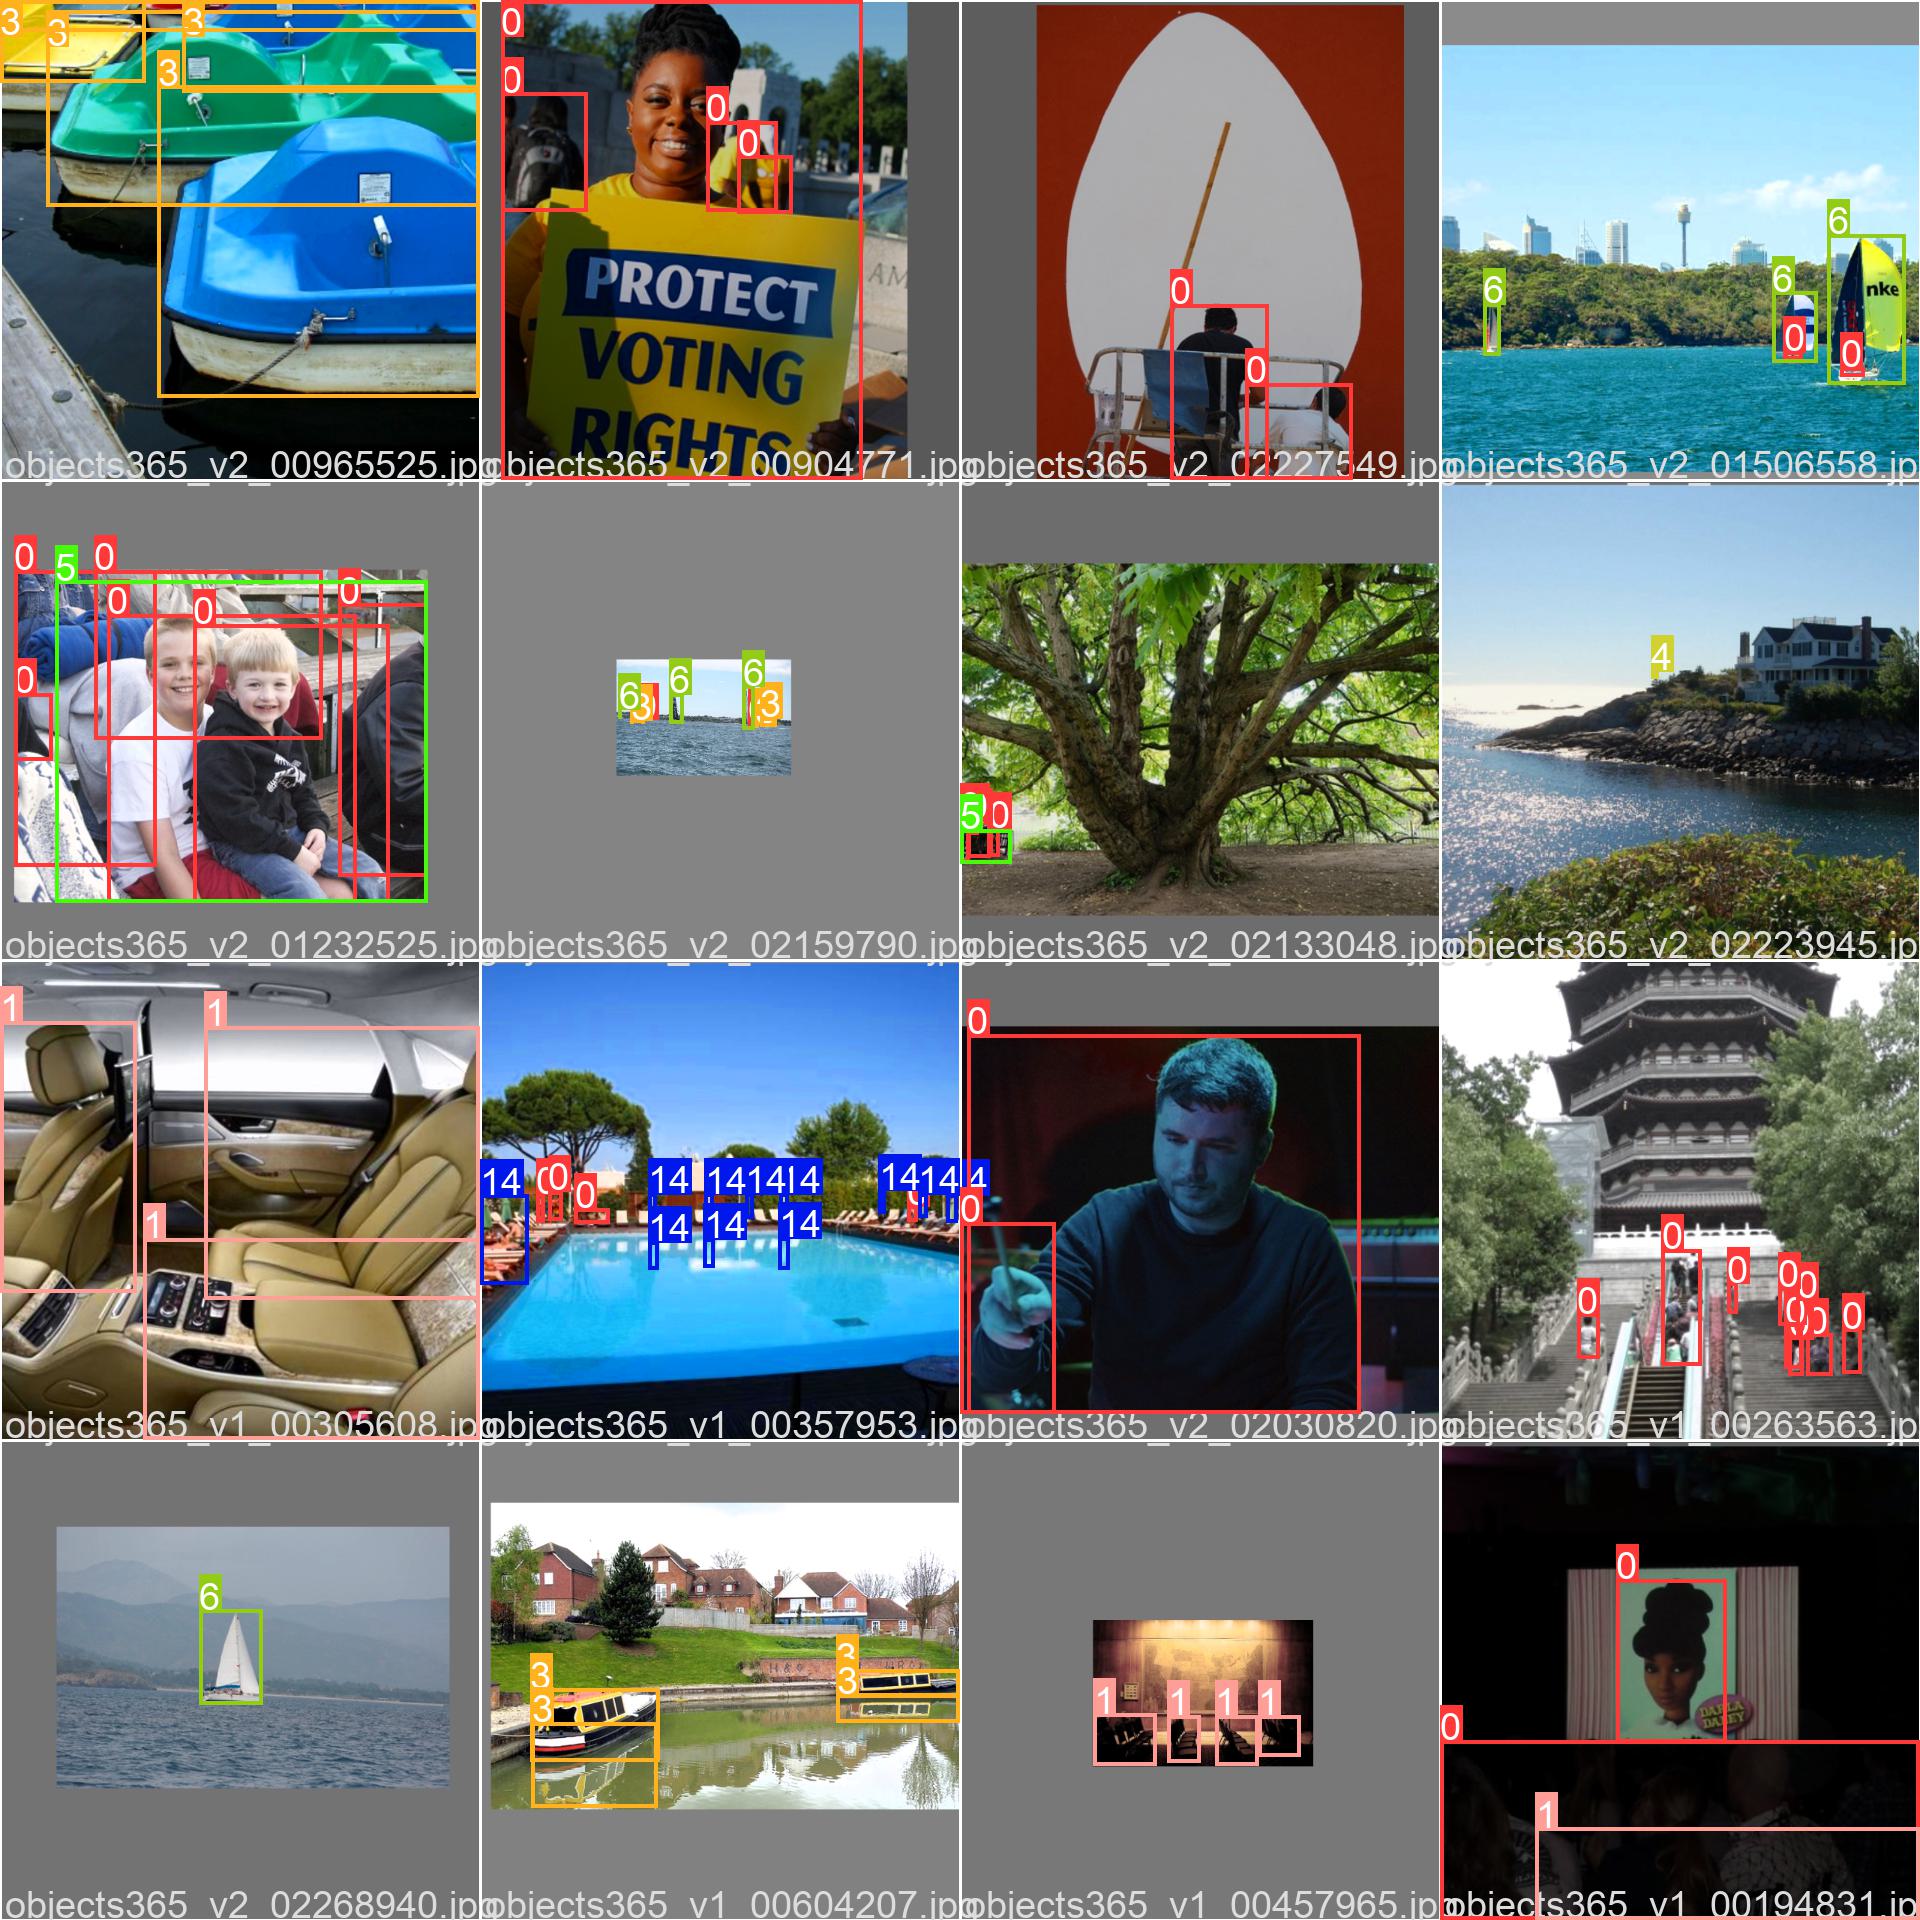 3 3 3 3
objects365_v2_00965525.jpg
0 0 0 0
PROTECT
VOTING
RIGHTS
AM
objects365_v2_00904771.jpg
0 0
objects365_v2_02227549.jpg
6 6 6 0 0
nke
objects365_v2_01506558.jp
0 5 0 0 0 0 0
objects365_v2_01232525.jpg
6 3 6 6 3
objects365_v2_02159790.jpg
5 0
objects365_v2_02133048.jpg
4
objects365_v2_02223945.jp
1 1 1
objects365_v1_00305608.jpg
14 0 0 14 14 14 14 14 14
14 14 14
objects365_v1_00357953.jpg
0 0
objects365_v2_02030820.jpg
0 0 0 0 0 0 0
objects365_v1_00263563.jp
6
objects365_v2_02268940.jpg
3 3 3 3
objects365_v1_00604207.jpg
1 1 1 1
objects365_v1_00457965.jpg
0
DARLA
0
1
objects365_v1_00194831.jp